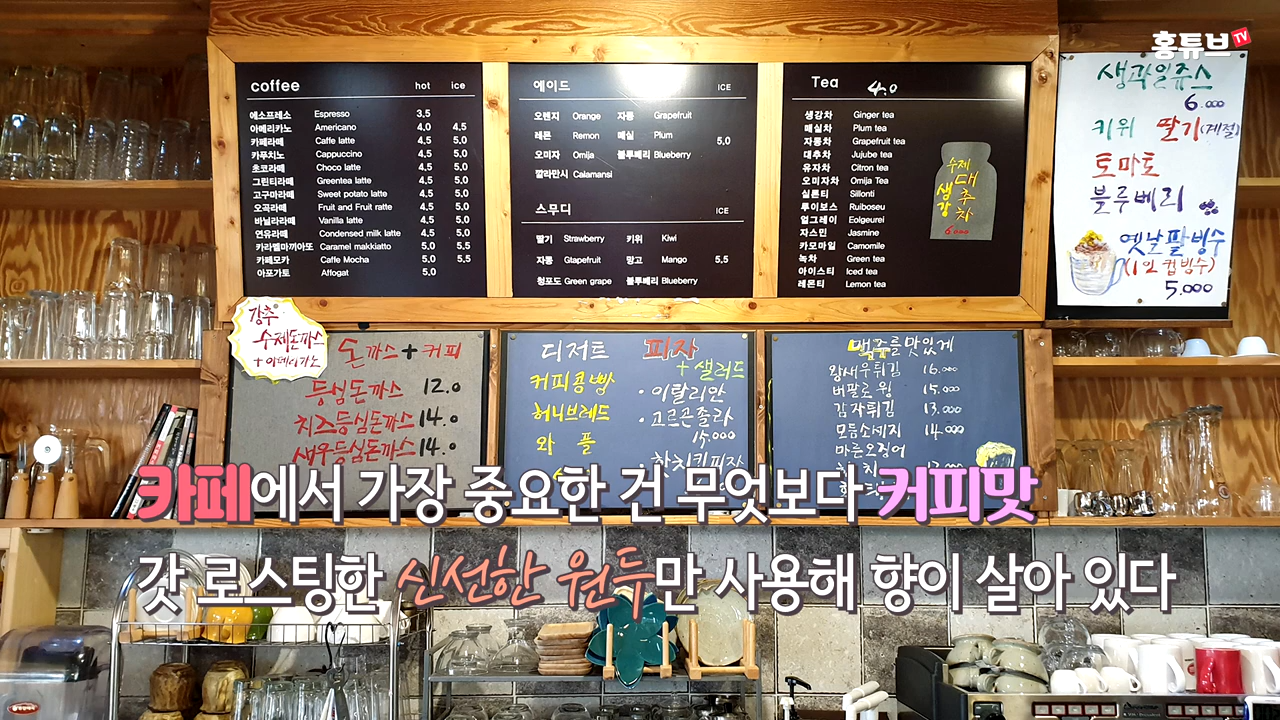 홍튜브TV
coffee hot ice
에소프레소 Espresso 3.5
아메리카노 Americano 4.0 4.5
카페라떼 Caffe latte 4.5 5.0
카푸치노 Cappuccino 4.5 5.0
초코라떼 Choco latte 4.5 5.0
그린티라떼 Greentea latte 4.5 5.0
고구마라떼 Sweet potato latte 4.5 5.0
오곡라떼 Fruit and Fruit ratte 4.5 5.0
바닐라라떼 Vanilla latte 4.5 5.0
연유라떼 Condensed milk latte 4.5 5.0
카라멜마끼아또 Caramel makkiatto 5.0 5.5
카페모카 Caffe Mocha 5.0 5.5
아포가토 Affogat 5.0
에이드 ICE
오렌지 Orange 자몽 Grapefruit
레몬 Remon 매실 Plum
5.0
오미자 Omija 블루베리 Blueberry
깔라만시 Calamansi
스무디 ICE
딸기 Strawberry 키위 Kiwi
자몽 Gtapefruit 망고 Mango 5.5
청포도 Green grape 블루베리 Blueberry
Tea 4.0
생강차 Ginger tea
매실차 Plum tea
자몽차 Grapefruit tea
대추차 Jujube tea
유자차 Citron tea
오미자차 Omija Tea
실론티 Sillonti
루이보스 Ruiboseu
얼그레이 Eolgeurei
자스민 Jasmine
카모마일 Camomile
녹차 Green tea
아이스티 Iced tea
레몬티 Lemon tea
수제
생강
대추차
6.000
생과일쥬스
6.000
키위 딸기(계절)
토마토
블루베리
옛날팥빙수
(1인 컵빙수)
5.000
강추
수제돈까스
+아메리카노
돈까스+커피
등심돈까스 12.0
치즈등심돈까스 14.0
새우등심돈까스 14.0
디저트 피자
+샐러드
커피콩빵 · 이탈리안
허니브레드 · 고르곤졸라
15.000
와플
맥주를맛있게
왕새우튀김 16.000
버팔로윙 15.000
감자튀김 13.000
모듬소세지 14.000
마른오징어
카페에서 가장 중요한 건 무엇보다 커피맛
갓 로스팅한 신선한 원두만 사용해 향이 살아 있다